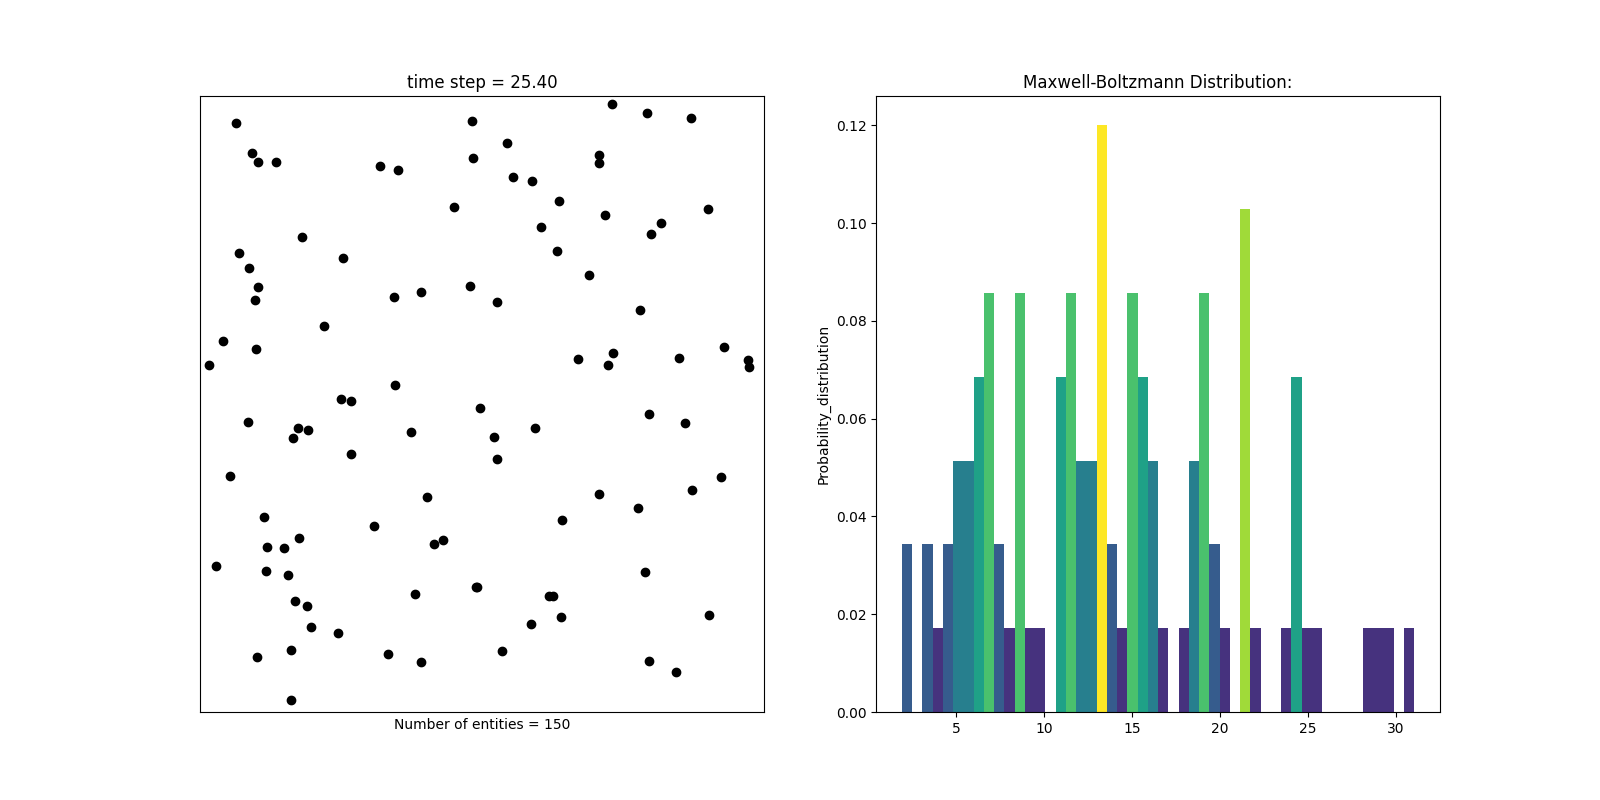 time step = 25.40
Number of entities = 150
Maxwell-Boltzmann Distribution:
Probability_distribution
0.12
0.10
0.08
0.06
0.04
0.02
0.00
5 10 15 20 25 30